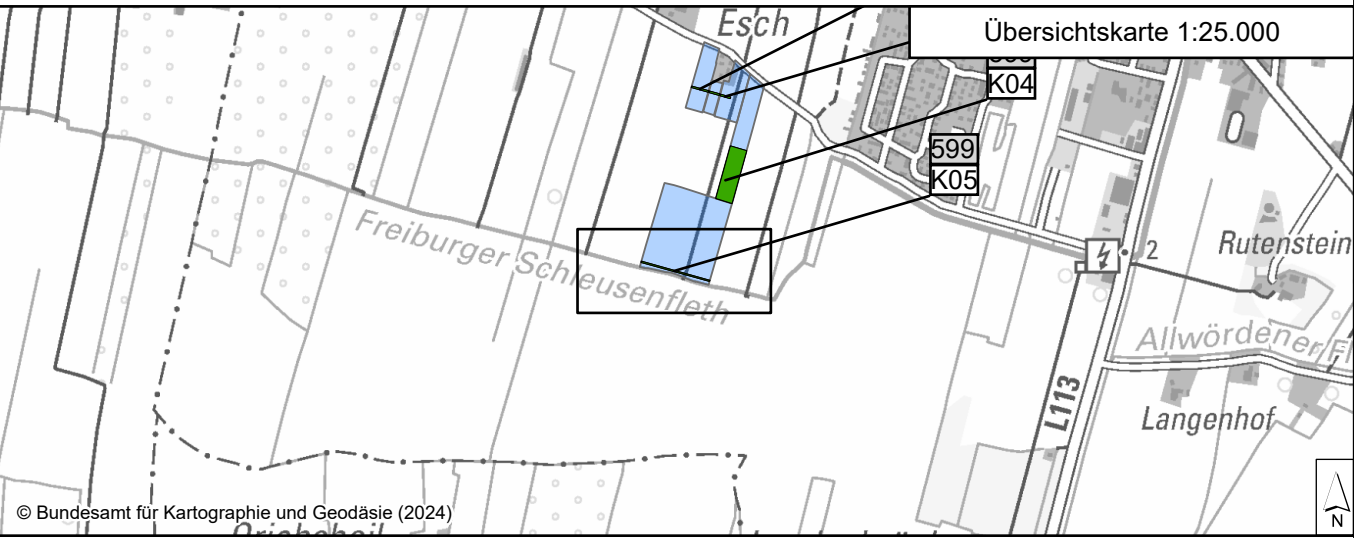 Esch
Übersichtskarte 1:25.000
K04
599
K05
Freiburger Schleusenfleth
2
Rutenstein
Allwördener
L113
Langenhof
7
© Bundesamt für Kartographie und Geodäsie (2024)
N